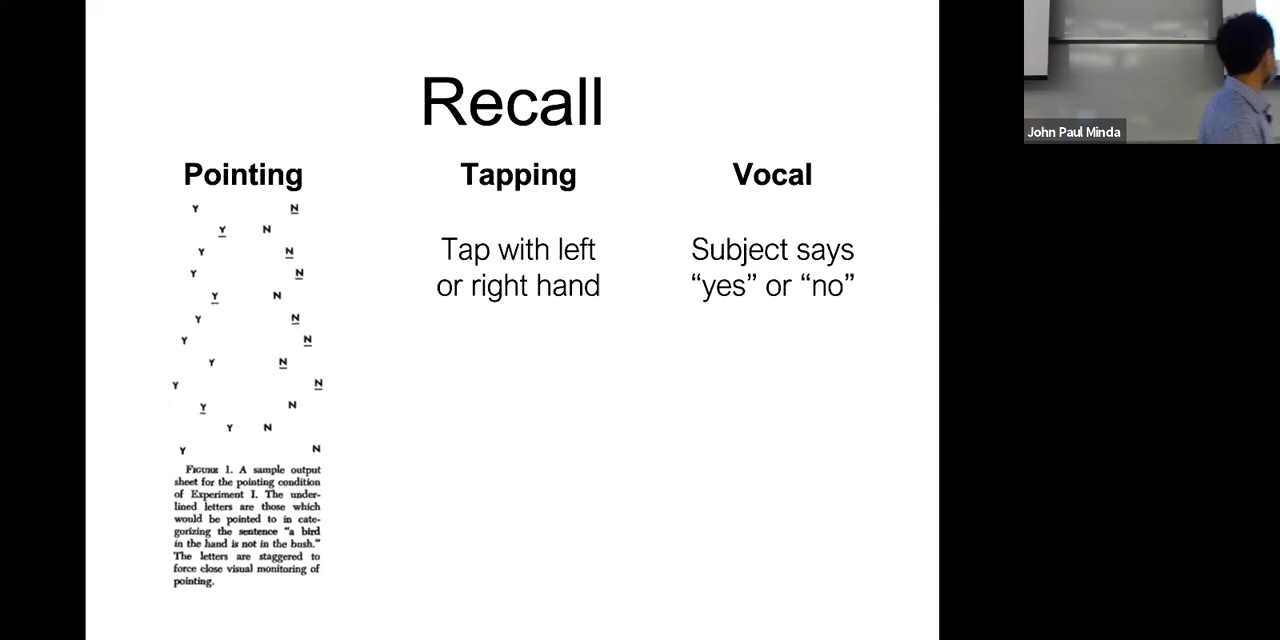 Recall
Pointing
Tapping
Vocal
Y N
Y N
Y N
Y N
Y N
Y N
Y N
Y N
Y N
Y N
Y N
Y N
FIGURE 1. A sample output
sheet for the pointing condition
of Experiment I. The under-
lined letters are those which
would be pointed to in cate-
gorizing the sentence "a bird
in the hand is not in the bush."
The letters are staggered to
force close visual monitoring of
pointing.
Tap with left
or right hand
Subject says
“yes” or “no”
John Paul Minda